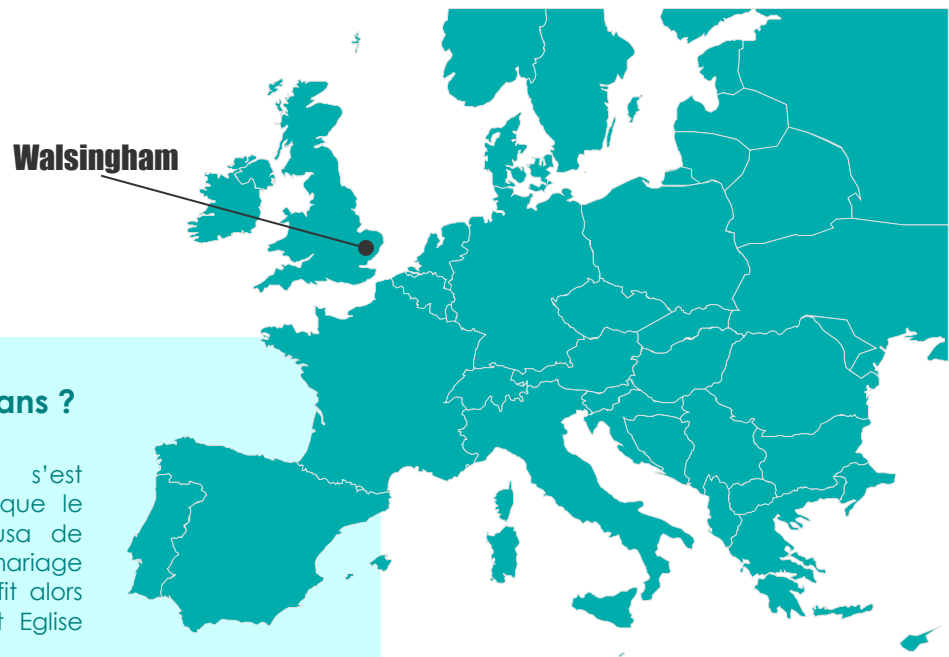 Walsingham
ans ?
s’est
que le
usa de
mariage
fit alors
t Eglise